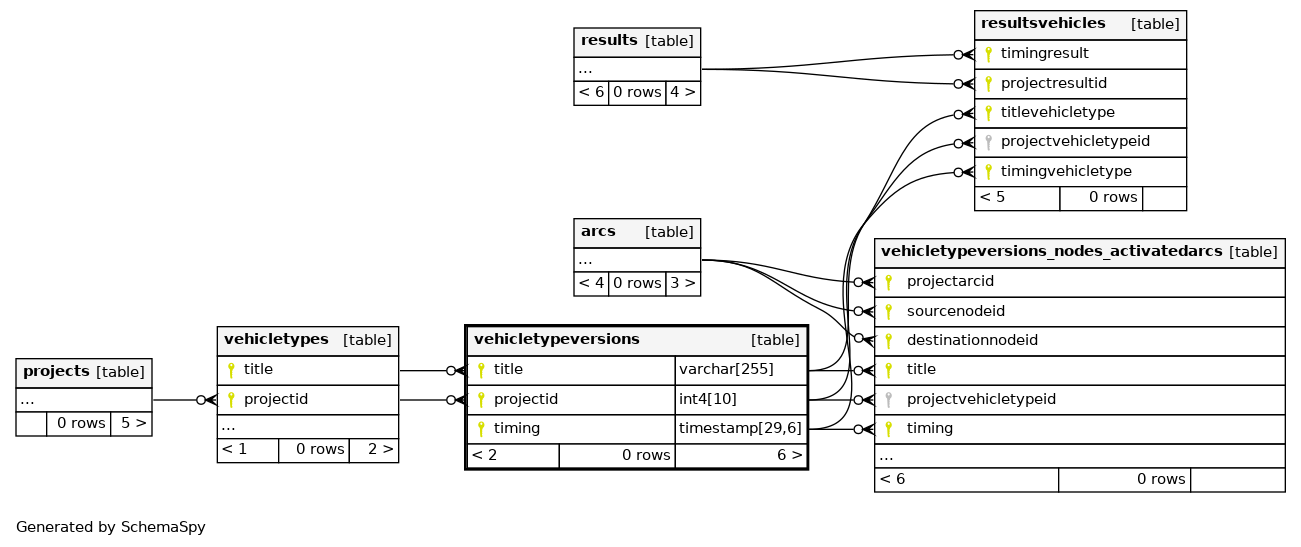 resultsvehicles [table]
timingresult
projectresultid
titlevehicletype
projectvehicletypeid
timingvehicletype
< 5 0 rows
results [table]
...
< 6 0 rows 4 >
arcs [table]
...
< 4 0 rows 3 >
vehicletypeversions_nodes_activatedarcs [table]
projectarcid
sourcenodeid
destinationnodeid
title
projectvehicletypeid
timing
...
< 6 0 rows
projects [table]
...
0 rows 5 >
vehicletypes [table]
title
projectid
...
< 1 0 rows 2 >
vehicletypeversions [table]
title varchar[255]
projectid int4[10]
timing timestamp[29,6]
< 2 0 rows 6 >
Generated by SchemaSpy